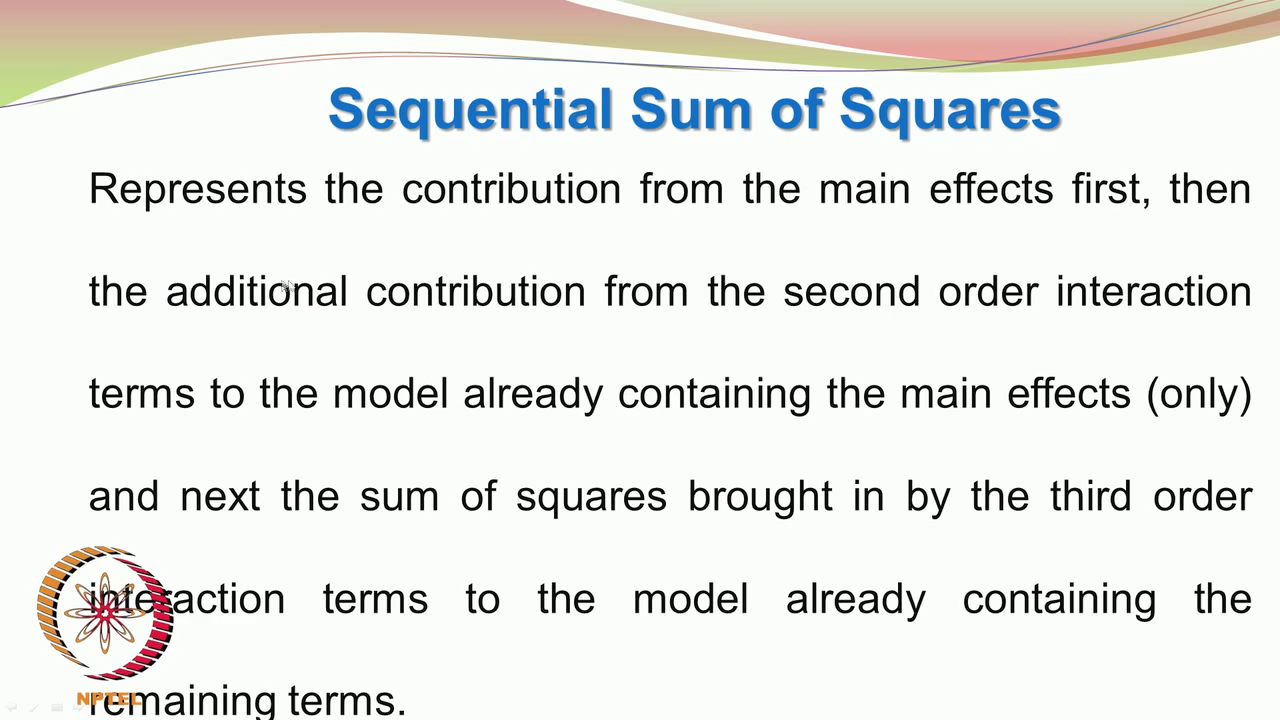 Sequential Sum of Squares
Represents the contribution from the main effects first, then
the additional contribution from the second order interaction
terms to the model already containing the main effects (only)
and next the sum of squares brought in by the third order
interaction terms to the model already containing the
remaining terms.
NPTEL